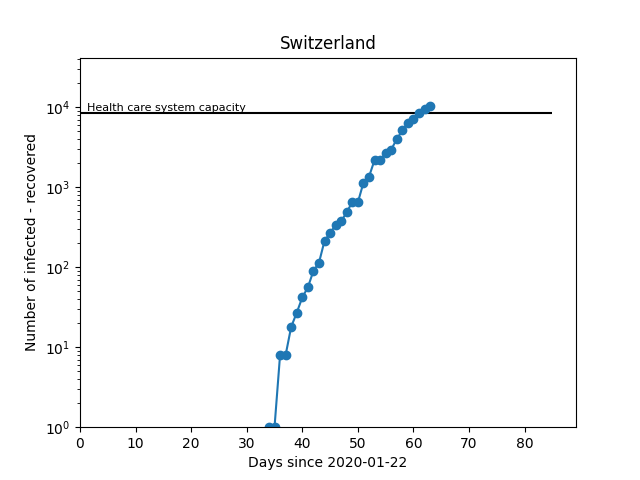 Switzerland
Health care system capacity
Number of infected - recovered
10^4
10^3
10^2
10^1
10^0
0 10 20 30 40 50 60 70 80
Days since 2020-01-22